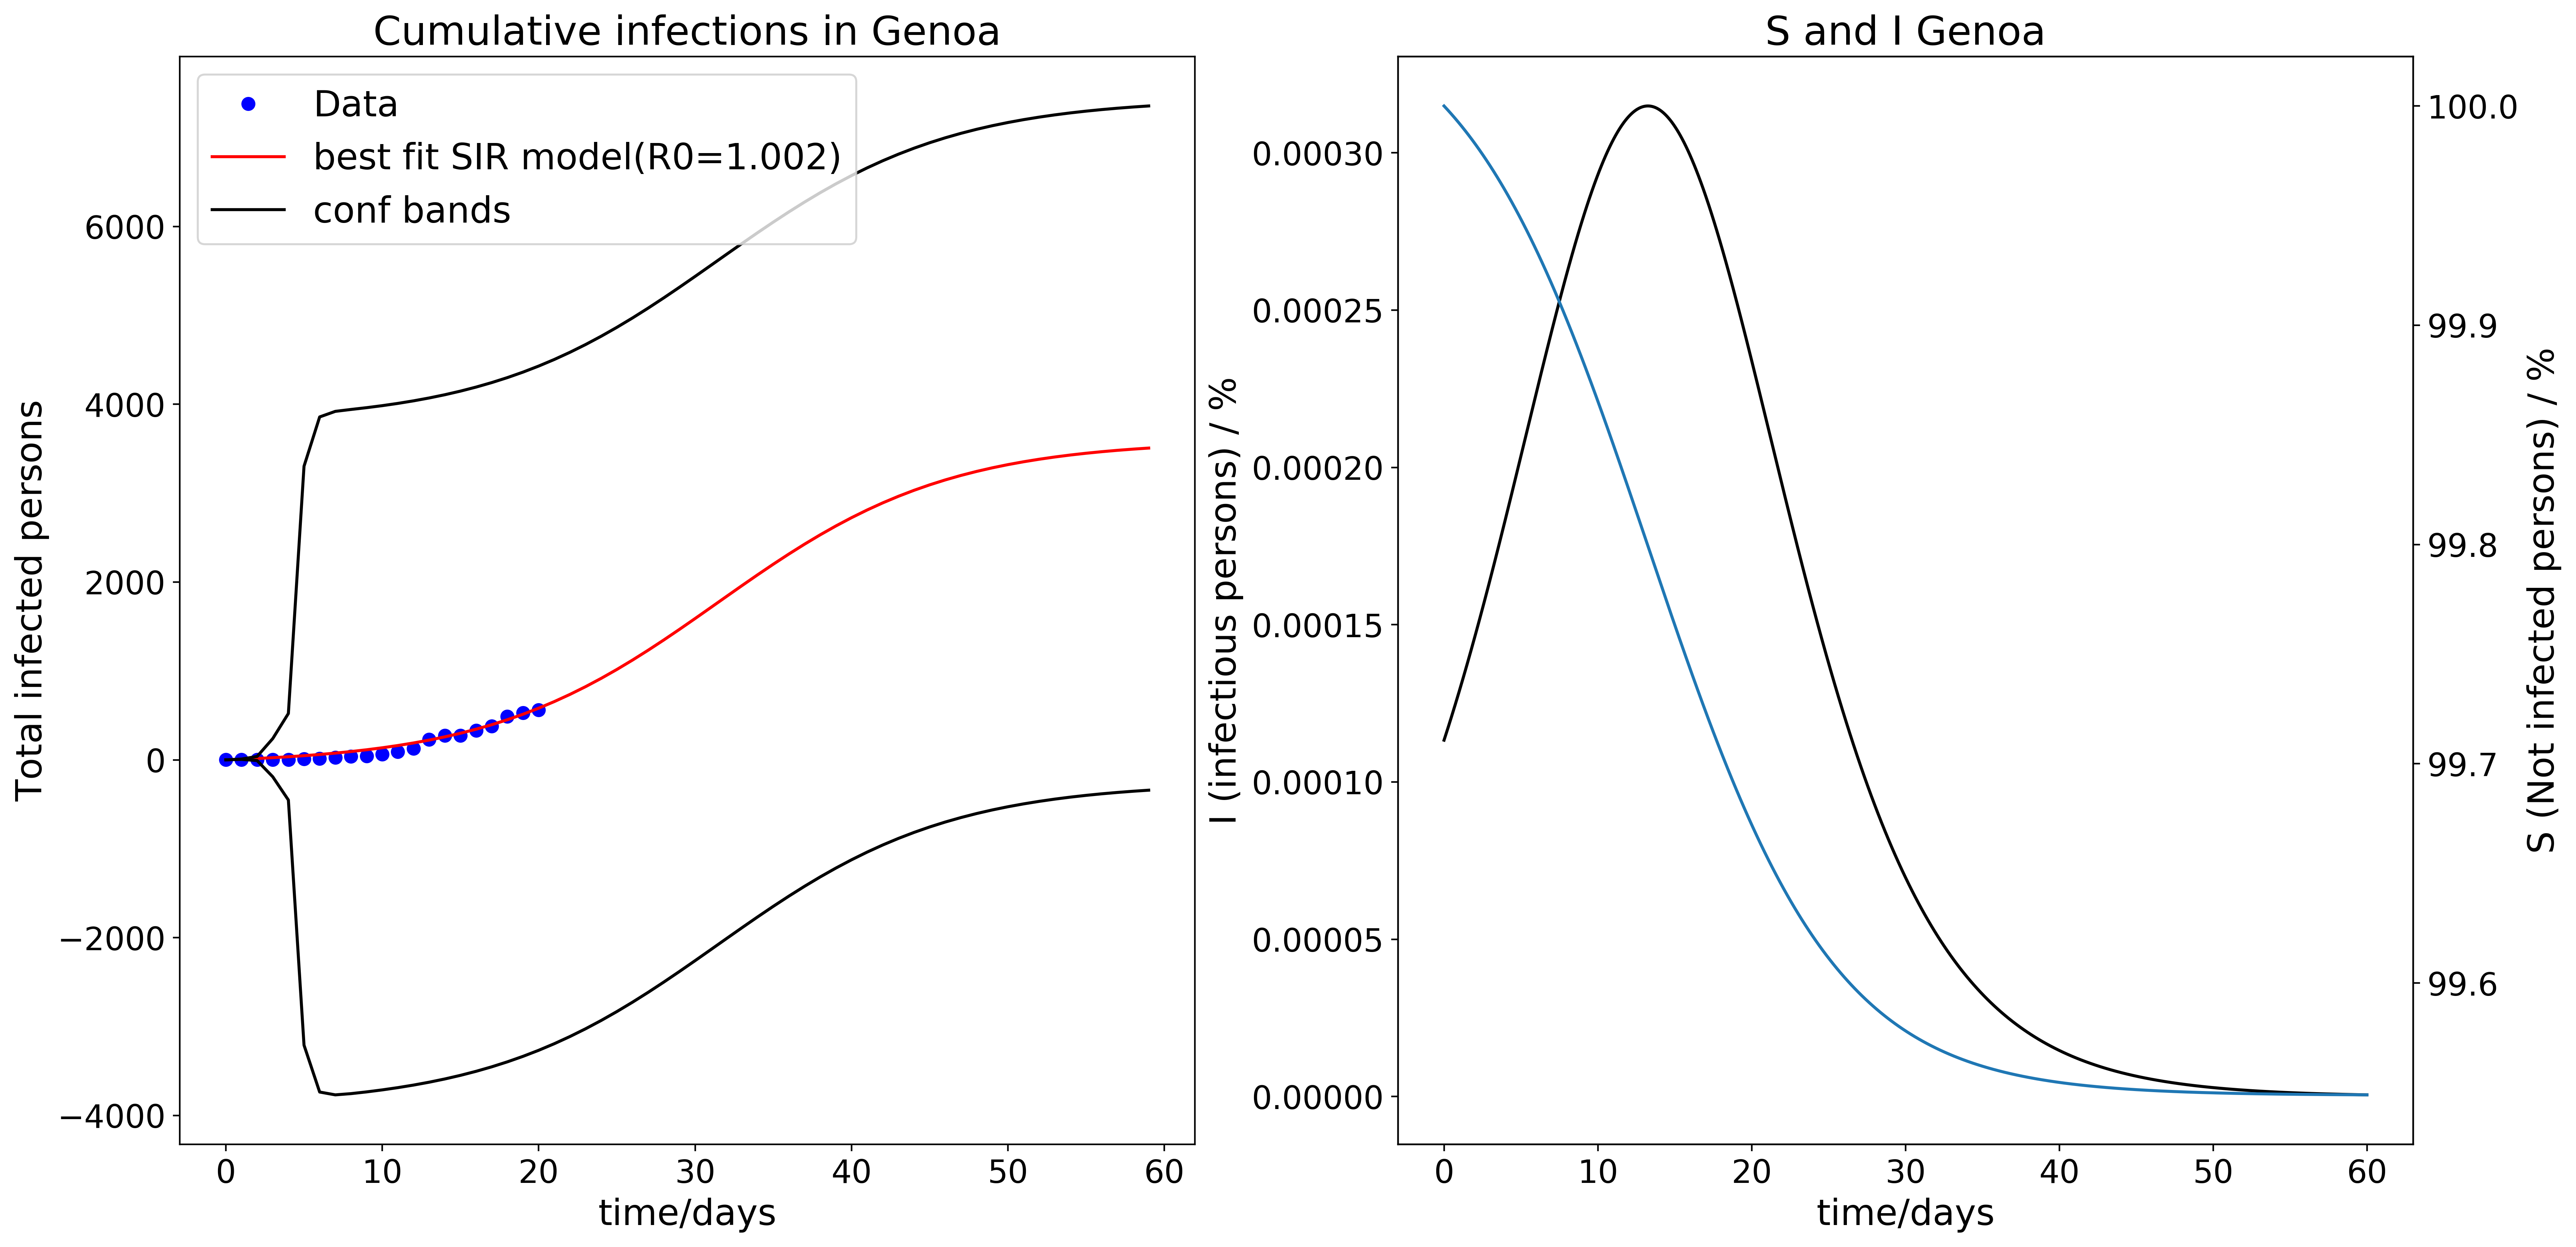 Cumulative infections in Genoa
Data
best fit SIR model(R0=1.002)
conf bands
Total infected persons
6000
4000
2000
0
−2000
−4000
0 10 20 30 40 50 60
time/days
S and I Genoa
I (infectious persons) / %
0.00030
0.00025
0.00020
0.00015
0.00010
0.00005
0.00000
0 10 20 30 40 50 60
time/days
100.0
99.9
99.8
99.7
99.6
S (Not infected persons) / %